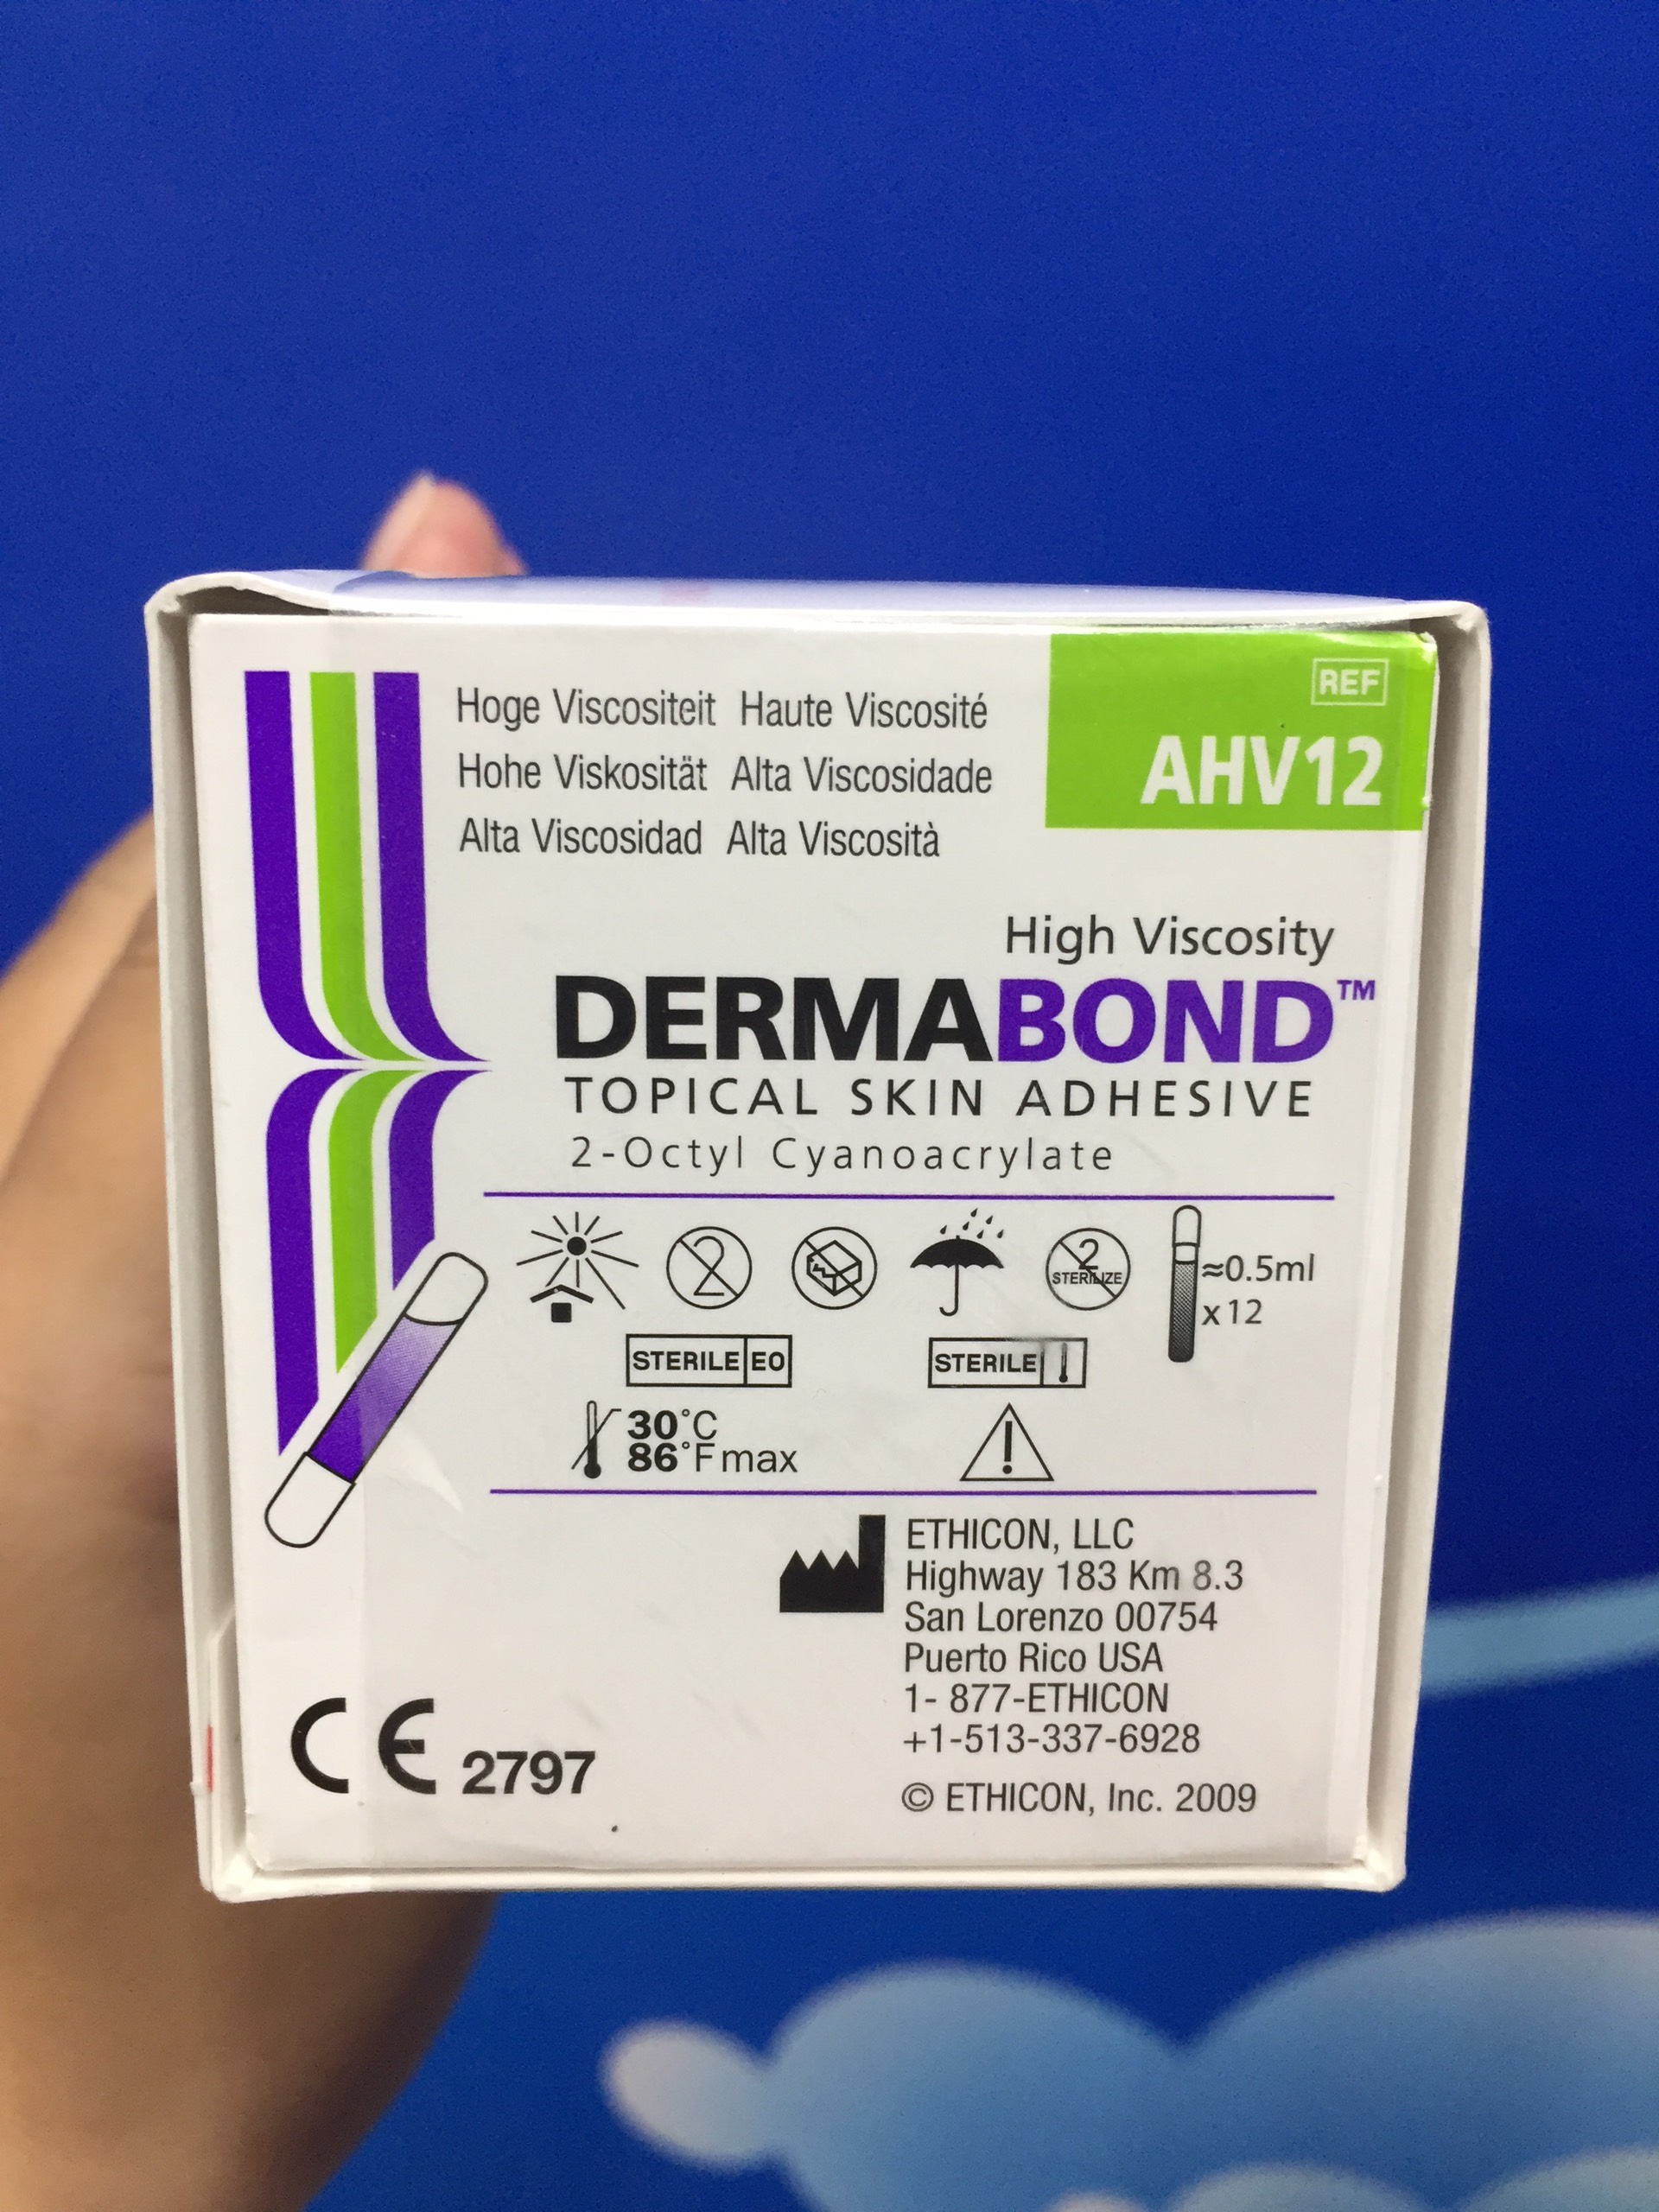 Hoge Viscositeit Haute Viscosité
Hohe Viskosität Alta Viscosidade
Alta Viscosidad Alta Viscosità
REF
AHV12
High Viscosity
DERMABOND™
TOPICAL SKIN ADHESIVE
2-Octyl Cyanoacrylate
2
2
STERILIZE
≈0.5ml
x 12
STERILE EO
STERILE
30°C
86°F max
ETHICON, LLC
Highway 183 Km 8.3
San Lorenzo 00754
Puerto Rico USA
1- 877-ETHICON
+1-513-337-6928
© ETHICON, Inc. 2009
CE 2797